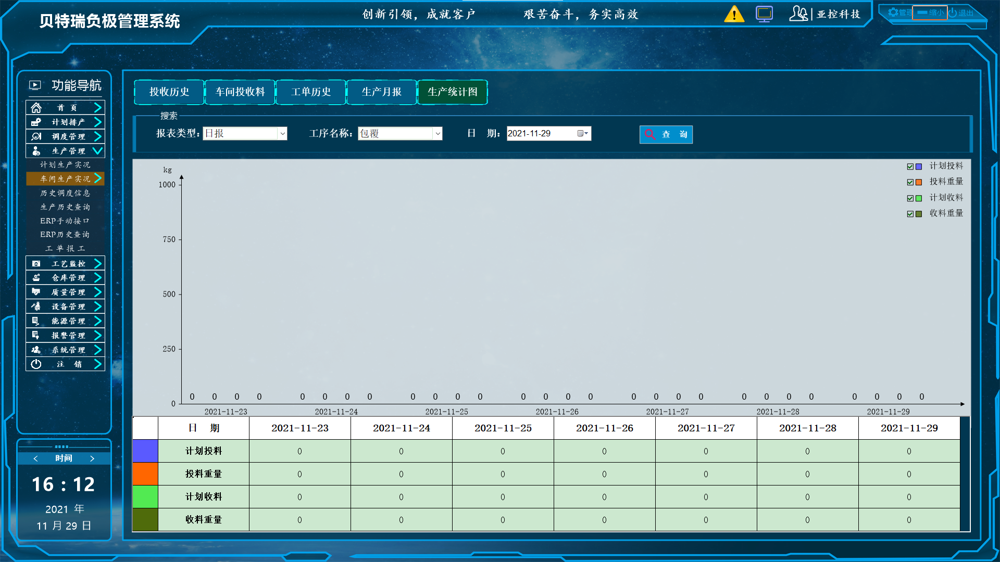 贝特瑞负极管理系统
创新引领，成就客户 艰苦奋斗，务实高效
亚控科技
管理 缩小 退出
功能导航
首 页
计划排产
调度管理
生产管理
计划生产实况
车间生产实况
历史调度信息
生产历史查询
ERP手动接口
ERP历史查询
工 单 报 工
工艺监控
仓库管理
质量管理
设备管理
能源管理
报警管理
系统管理
注 销
< 时间 >
16 : 12
2021 年
11 月 29 日
投收历史 车间投收料 工单历史 生产月报 生产统计图
搜索
报表类型: 日报 工序名称: 包覆 日 期: 2021-11-29 查 询
kg
1000
750
500
250
0
计划投料
投料重量
计划收料
收料重量
0 0 0 0 0 0 0 0 0 0 0 0 0 0 0 0 0 0 0 0 0 0 0 0 0 0 0 0
2021-11-23 2021-11-24 2021-11-25 2021-11-26 2021-11-27 2021-11-28 2021-11-29
日 期 2021-11-23 2021-11-24 2021-11-25 2021-11-26 2021-11-27 2021-11-28 2021-11-29
计划投料 0 0 0 0 0 0 0
投料重量 0 0 0 0 0 0 0
计划收料 0 0 0 0 0 0 0
收料重量 0 0 0 0 0 0 0